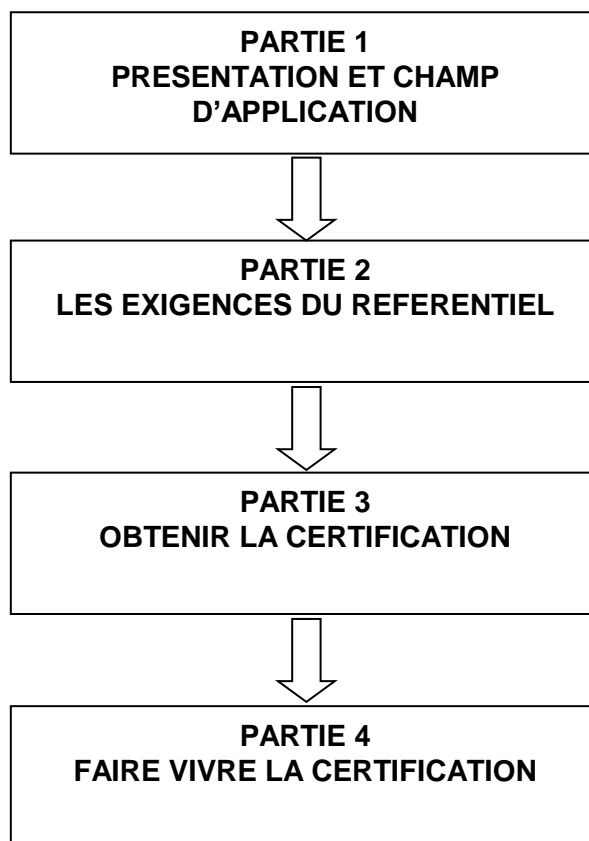 PARTIE 1
PRESENTATION ET CHAMP
D’APPLICATION
PARTIE 2
LES EXIGENCES DU REFERENTIEL
PARTIE 3
OBTENIR LA CERTIFICATION
PARTIE 4
FAIRE VIVRE LA CERTIFICATION